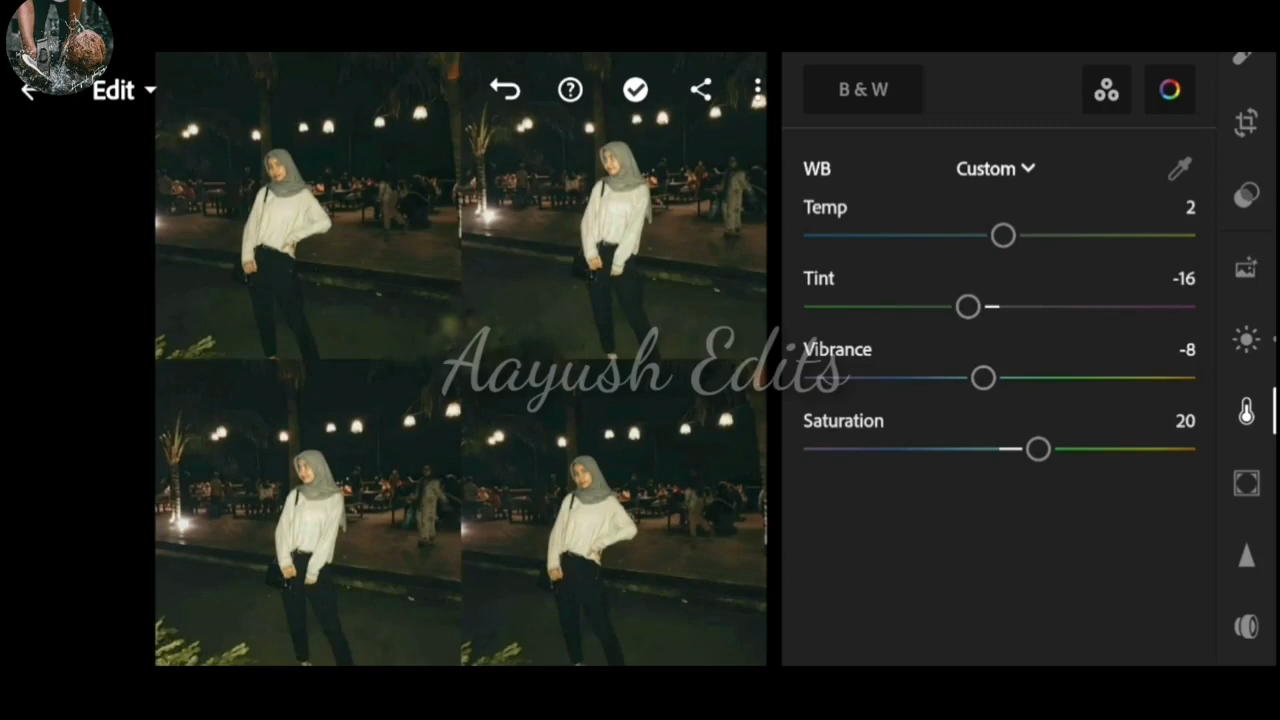 Edit
B & W
WB
Custom
Temp
2
Tint
-16
Vibrance
-8
Aayush Edits
Saturation
20